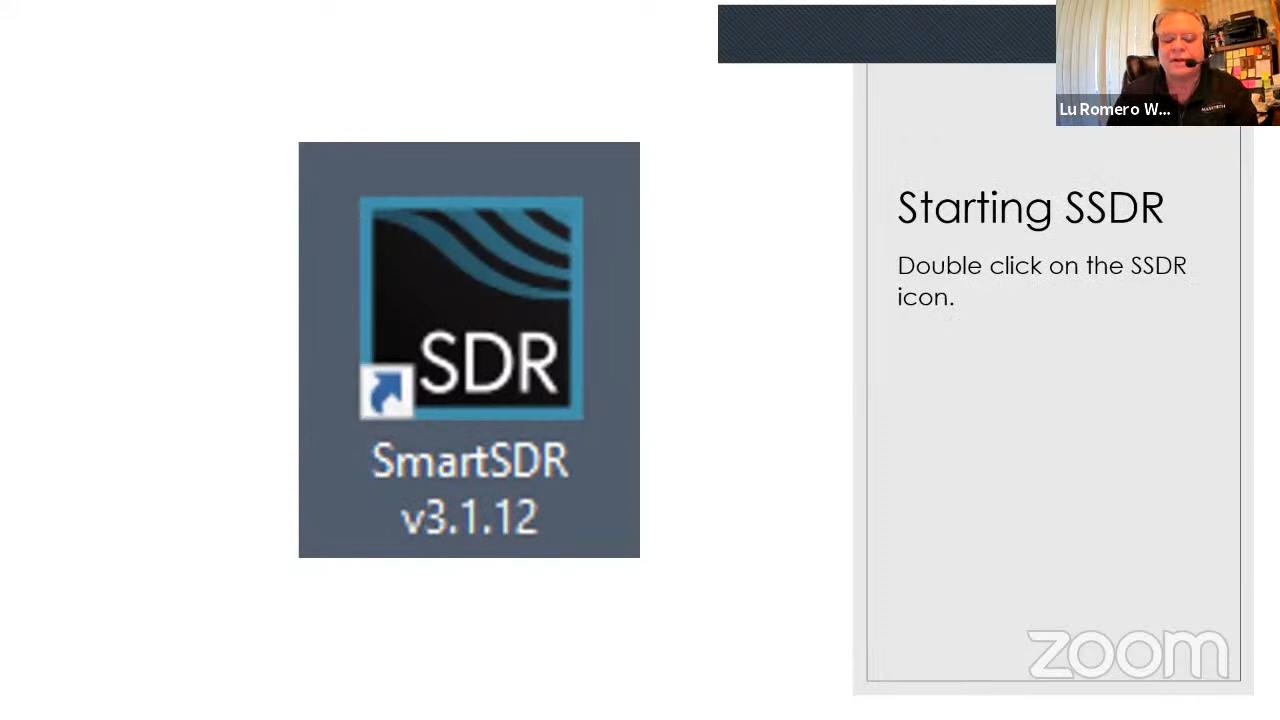 Lu Romero W...
Starting SSDR
Double click on the SSDR
icon.
SDR
SmartSDR
v3.1.12
zoom